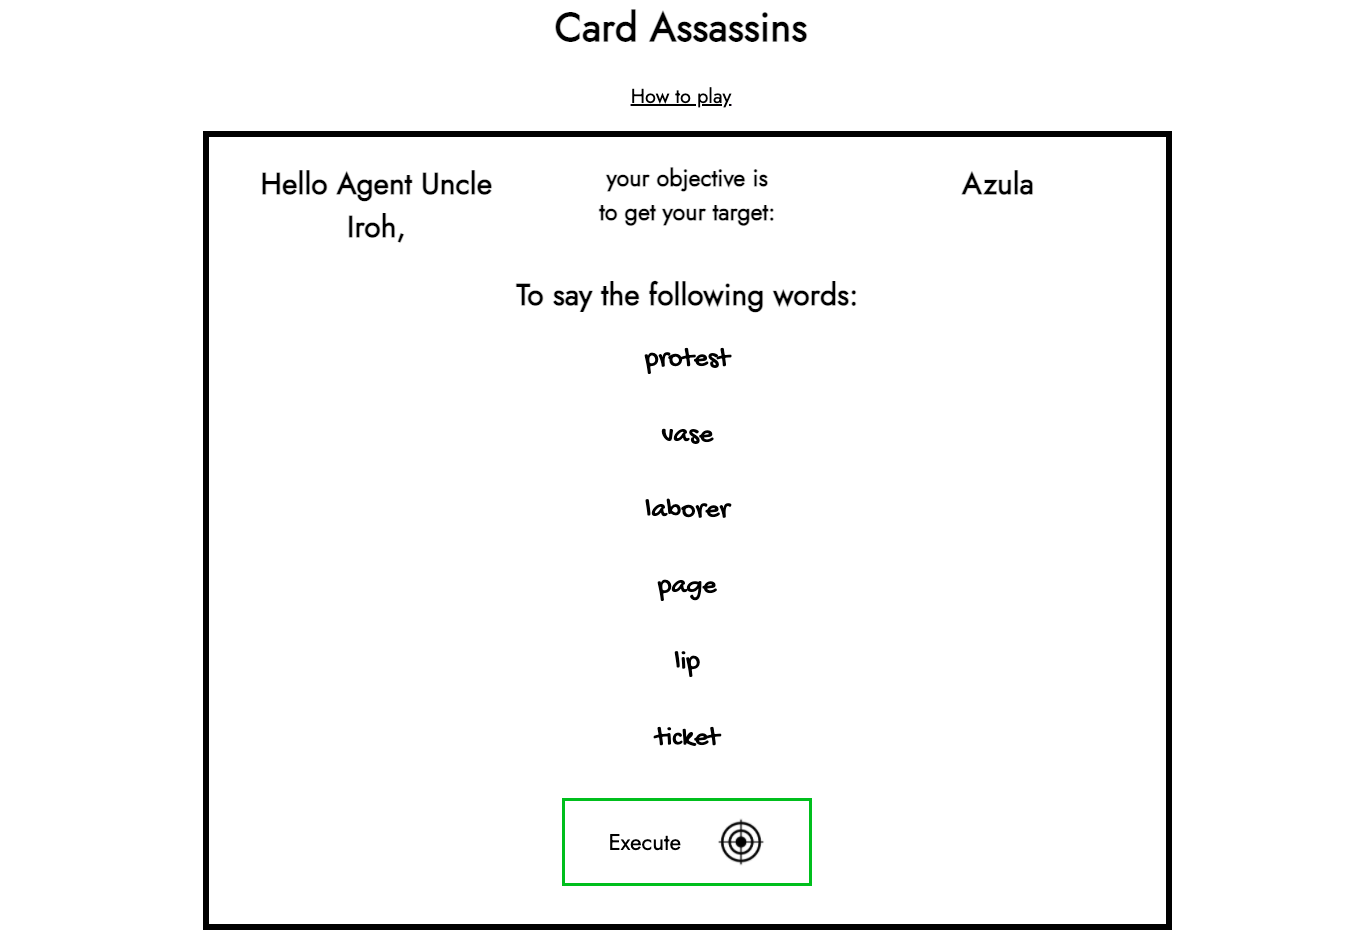 Card Assassins
How to play
Hello Agent Uncle
Iroh,
your objective is
to get your target:
Azula
To say the following words:
protest
vase
laborer
page
lip
ticket
Execute